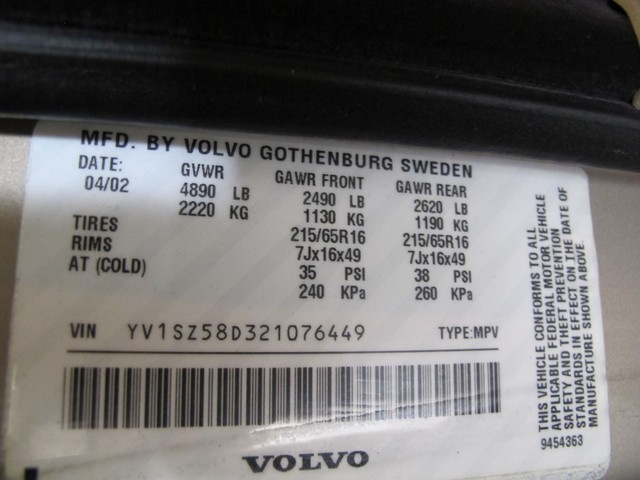 MFD. BY VOLVO GOTHENBURG SWEDEN
DATE: GVWR GAWR FRONT GAWR REAR
04/02 4890 LB 2490 LB 2620 LB
2220 KG 1130 KG 1190 KG
TIRES 215/65R16 215/65R16
RIMS 7Jx16x49 7Jx16x49
AT (COLD) 35 PSI 38 PSI
240 KPa 260 KPa
VIN YV1SZ58D321076449 TYPE:MPV
VOLVO
THIS VEHICLE CONFORMS TO ALL
APPLICABLE FEDERAL MOTOR VEHICLE
SAFETY AND THEFT PREVENTION
STANDARDS IN EFFECT ON THE DATE OF
MANUFACTURE SHOWN ABOVE.
9454363